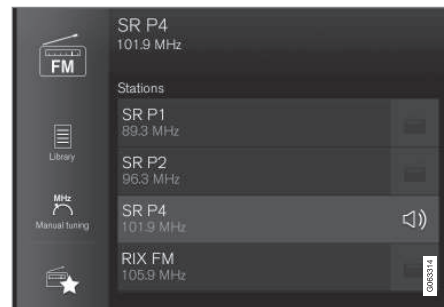 SR P4
101.9 MHz
FM
Stations
SR P1
89.3 MHz
Library
SR P2
96.3 MHz
MHz
Manual tuning
SR P4
101.9 MHz
RIX FM
105.9 MHz
G063314